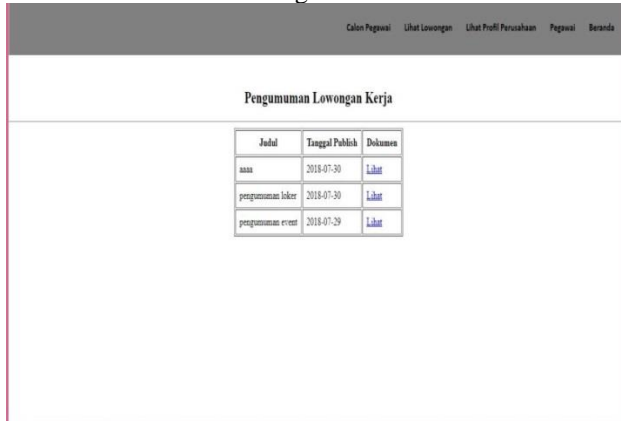 Calon Pegawai Lihat Lowongan Lihat Profil Perusahaan Pegawai Beranda
Pengumuman Lowongan Kerja
Judul Tanggal Publish Dokumen
aaaa 2018-07-30 Lihat
pengumuman loker 2018-07-30 Lihat
pengumuman event 2018-07-29 Lihat